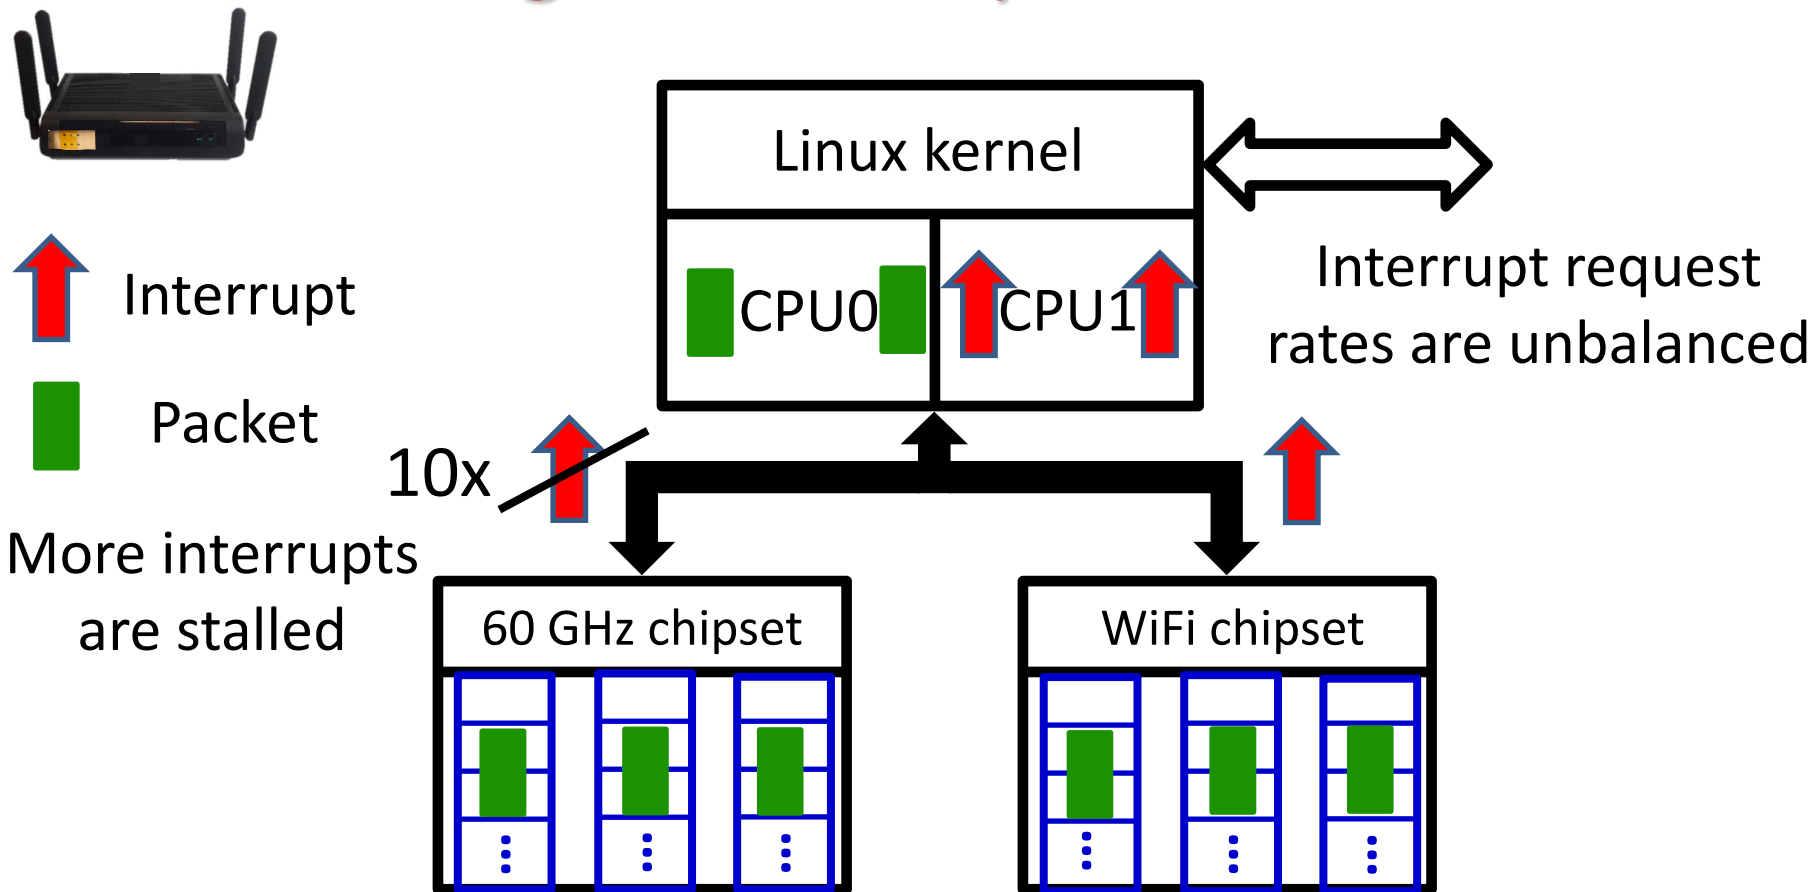 Linux kernel
CPU0
CPU1
Interrupt request
rates are unbalanced
Interrupt
Packet
10x
More interrupts
are stalled
60 GHz chipset
WiFi chipset